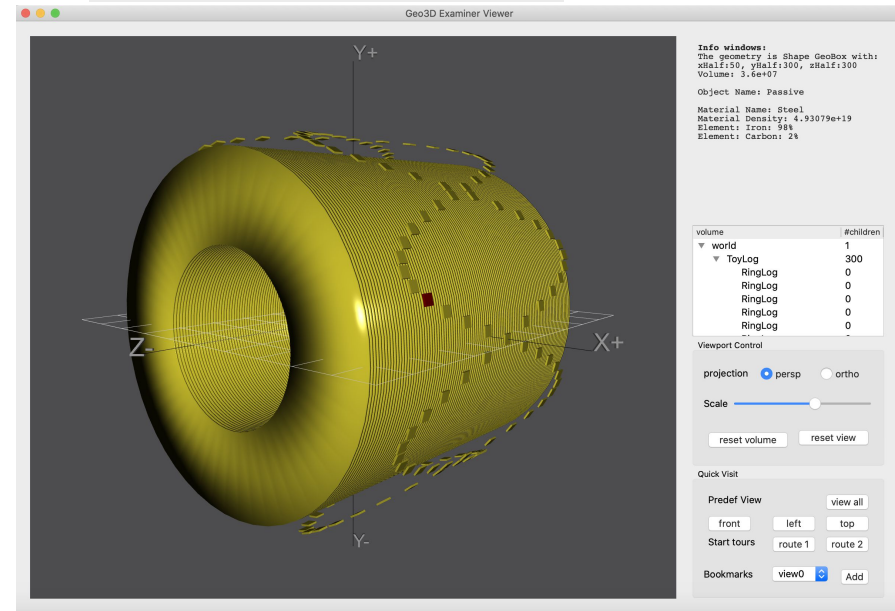 Geo3D Examiner Viewer
Y+
Z-
X+
Y-
Info windows:
The geometry is Shape GeoBox with:
xHalf:50, yHalf:300, zHalf:300
Volume: 3.6e+07
Object Name: Passive
Material Name: Steel
Material Density: 4.93079e+19
Element: Iron: 98%
Element: Carbon: 2%
volume #children
world 1
ToyLog 300
RingLog 0
RingLog 0
RingLog 0
RingLog 0
RingLog 0
Viewport Control
projection persp ortho
Scale
reset volume reset view
Quick Visit
Predef View view all
front left top
Start tours route 1 route 2
Bookmarks view0 Add